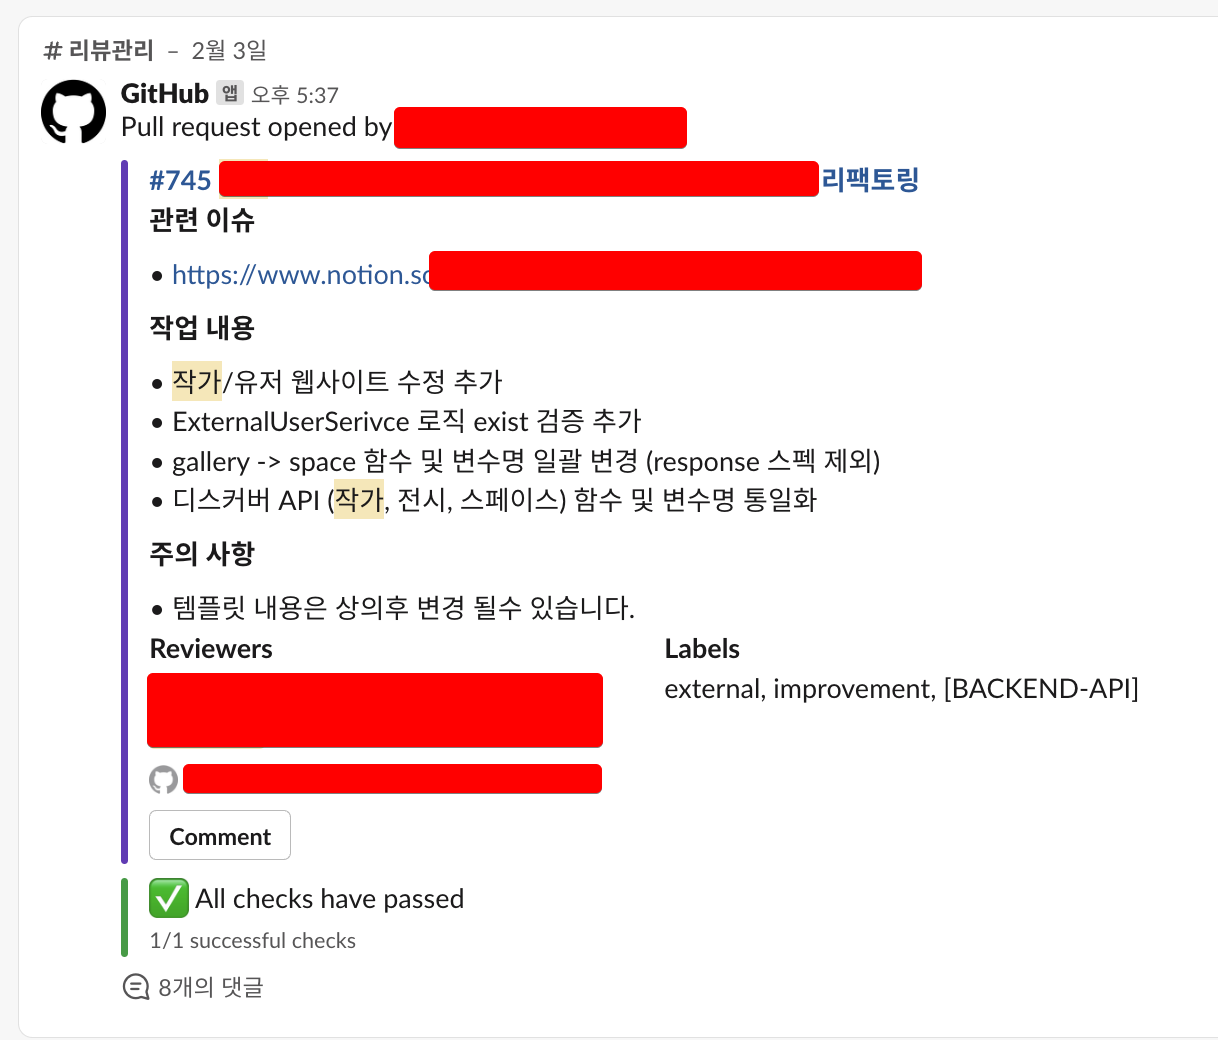 # 리뷰관리 – 2월 3일
GitHub 앱 오후 5:37
Pull request opened by
#745 리팩토링
관련 이슈
• https://www.notion.so
작업 내용
• 작가/유저 웹사이트 수정 추가
• ExternalUserSerivce 로직 exist 검증 추가
• gallery -> space 함수 및 변수명 일괄 변경 (response 스펙 제외)
• 디스커버 API (작가, 전시, 스페이스) 함수 및 변수명 통일화
주의 사항
• 템플릿 내용은 상의후 변경 될수 있습니다.
Reviewers
Labels
external, improvement, [BACKEND-API]
Comment
All checks have passed
1/1 successful checks
8개의 댓글